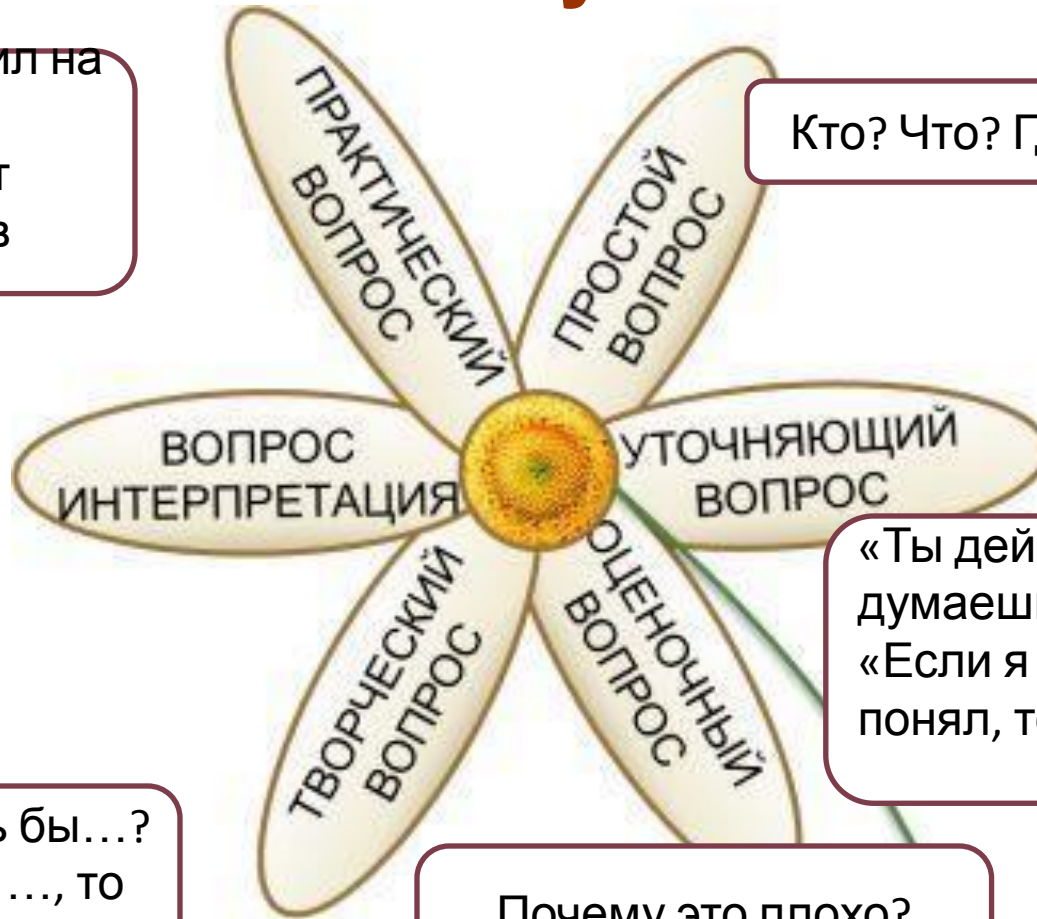 ил на
т
в
ПРАКТИЧЕСКИЙ
ВОПРОС
ПРОСТОЙ
ВОПРОС
Кто? Что? Г
ВОПРОС
ИНТЕРПРЕТАЦИЯ
УТОЧНЯЮЩИЙ
ВОПРОС
«Ты дей
думаеш
«Если я
понял, т
ТВОРЧЕСКИЙ
ВОПРОС
ОЦЕНОЧНЫЙ
ВОПРОС
ь бы…?
…, то
Почему это плохо?